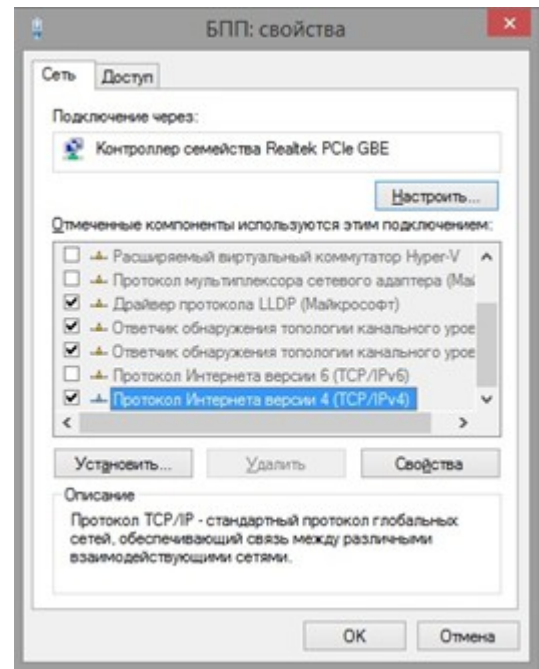 БПП: свойства
Сеть
Доступ
Подключение через:
Контроллер семейства Realtek PCIe GBE
Настроить...
Отмеченные компоненты используются этим подключением:
Расширяемый виртуальный коммутатор Hyper-V
Протокол мультиплексора сетевого адаптера (Май
Драйвер протокола LLDP (Майкрософт)
Ответчик обнаружения топологии канального уров
Ответчик обнаружения топологии канального уров
Протокол Интернета версии 6 (TCP/IPv6)
Протокол Интернета версии 4 (TCP/IPv4)
Установить...
Удалить
Свойства
Описание
Протокол TCP/IP - стандартный протокол глобальных
сетей, обеспечивающий связь между различными
взаимодействующими сетями.
OK
Отмена